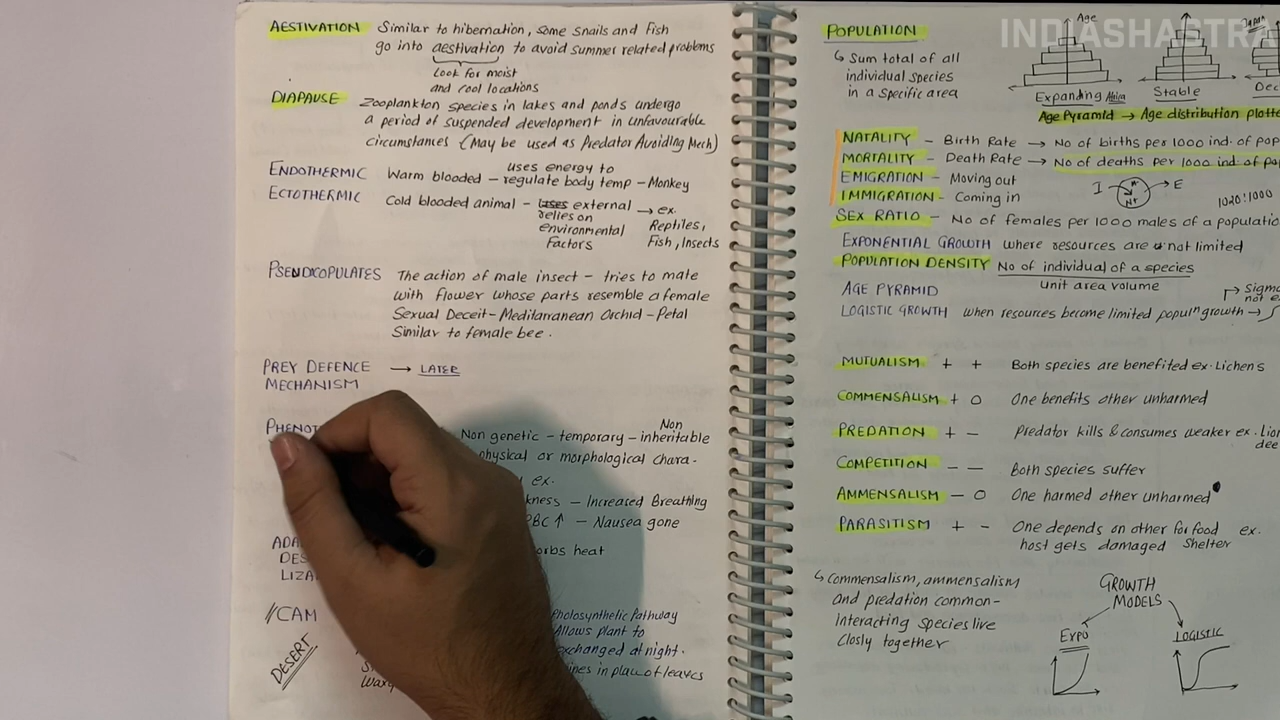 AESTIVATION Similar to hibernation, some snails and Fish
go into aestivation to avoid summer related problems
Look for moist
and cool locations
DIAPAUSE Zooplankton species in lakes and ponds undergo
a period of suspended development in unfavourable
circumstances (May be used as Predator Avoiding Mech)
ENDOTHERMIC Warm blooded – uses energy to regulate body temp – Monkey
ECTOTHERMIC Cold blooded animal – uses external → ex.
relies on Reptiles,
environmental Fish, Insects
Factors
PSENDICOPULATES The action of male insect – tries to mate
with flower whose parts resemble a female
Sexual Deceit – Meditarranean Orchid – Petal
Similar to female bee.
PREY DEFENCE → LATER
MECHANISM
Non genetic – temporary – Non inheritable
physical or morphological chara.
ex.
– Increased Breathing
RBC ↑ – Nausea gone
heat
//CAM Photosynthetic Pathway
Allows plant to
at night.
DESERT in place of leaves
INDIASHASTRA
POPULATION
↳ Sum total of all
individual species
in a specific area
Age
Japan
Expanding Africa
Stable
Age Pyramid → Age distribution
NATALITY – Birth Rate → No of births per 1000 ind. of
MORTALITY – Death Rate → No of deaths per 1000 ind of
EMIGRATION – Moving out
IMMIGRATION – Coming in
I → E
SEX RATIO – No of females per 1000 males of a
EXPONENTIAL GROWTH where resources are not limited
POPULATION DENSITY No of individual of a species
unit area volume
AGE PYRAMID
LOGISTIC GROWTH when resources become limited populn growth →
MUTUALISM + + Both species are benefited ex. Lichens
COMMENSALISM + O One benefits other unharmed
PREDATION + – Predator kills & consumes weaker ex.
COMPETITION – – Both species suffer
AMMENSALISM – O One harmed other unharmed
PARASITISM + – One depends on other for food ex.
host gets damaged Shelter
↳ Commensalism, ammensalism
and predation common–
interacting species live
closly together
GROWTH
MODELS
EXPO
LOGISTIC